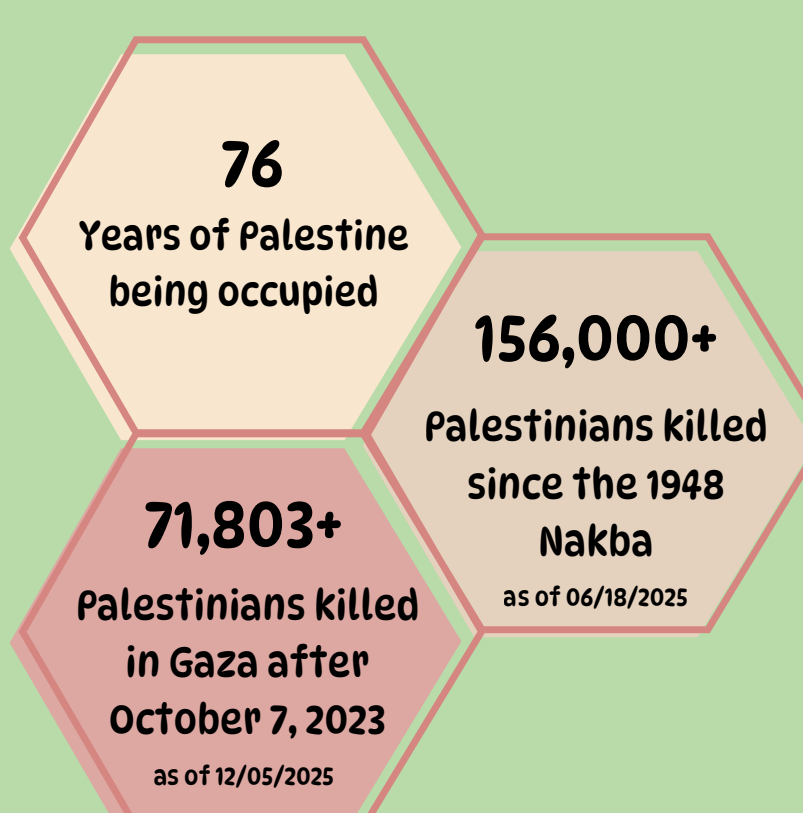 76
Years of Palestine
being occupied
156,000+
Palestinians killed
since the 1948
Nakba
as of 06/18/2025
71,803+
Palestinians killed
in Gaza after
October 7, 2023
as of 12/05/2025